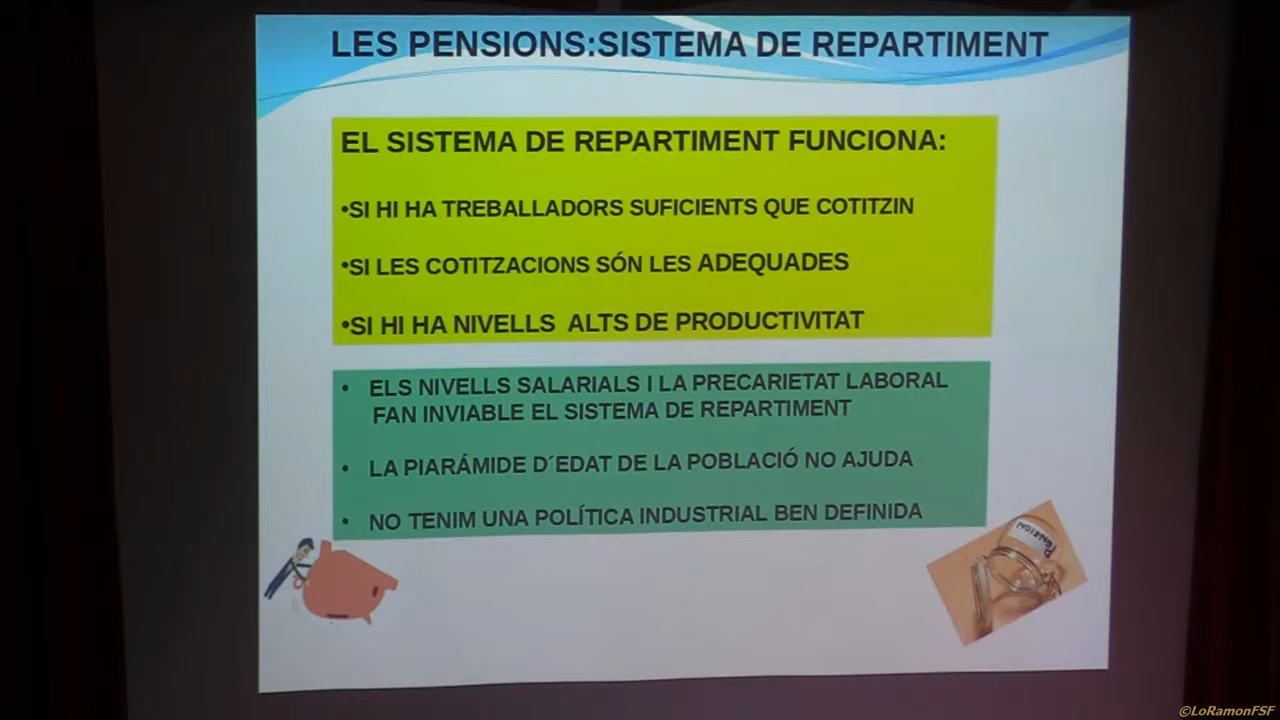 LES PENSIONS:SISTEMA DE REPARTIMENT
EL SISTEMA DE REPARTIMENT FUNCIONA:
•SI HI HA TREBALLADORS SUFICIENTS QUE COTITZIN
•SI LES COTITZACIONS SÓN LES ADEQUADES
•SI HI HA NIVELLS ALTS DE PRODUCTIVITAT
• ELS NIVELLS SALARIALS I LA PRECARIETAT LABORAL
FAN INVIABLE EL SISTEMA DE REPARTIMENT
• LA PIARÁMIDE D´EDAT DE LA POBLACIÓ NO AJUDA
• NO TENIM UNA POLÍTICA INDUSTRIAL BEN DEFINIDA
PENSION
©LoRamonFSF